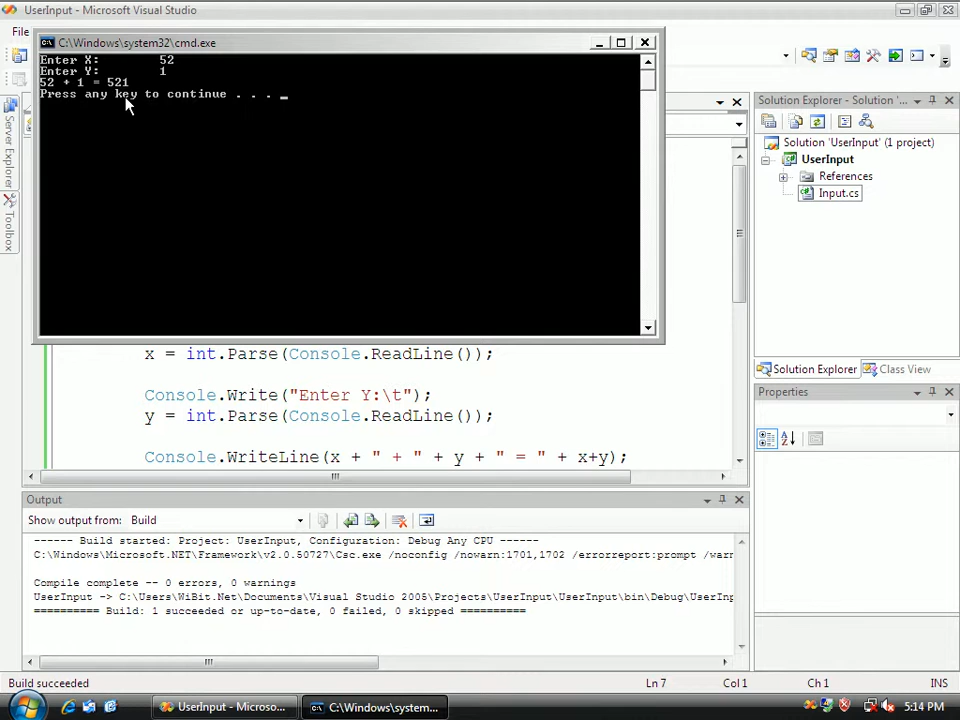 UserInput - Microsoft Visual Studio
File
C:\Windows\system32\cmd.exe
Enter X: 52
Enter Y: 1
52 + 1 = 521
Press any key to continue . . . _
Server Explorer
Toolbox
x = int.Parse(Console.ReadLine());
Console.Write("Enter Y:\t");
y = int.Parse(Console.ReadLine());
Console.WriteLine(x + " + " + y + " = " + x+y);
Solution Explorer - Solution '...
Solution 'UserInput' (1 project)
UserInput
References
Input.cs
Solution Explorer
Class View
Properties
Output
Show output from: Build
------ Build started: Project: UserInput, Configuration: Debug Any CPU ------
C:\Windows\Microsoft.NET\Framework\v2.0.50727\Csc.exe /noconfig /nowarn:1701,1702 /errorreport:prompt /warn
Compile complete -- 0 errors, 0 warnings
UserInput -> C:\Users\WiBit.Net\Documents\Visual Studio 2005\Projects\UserInput\UserInput\bin\Debug\UserInp
========== Build: 1 succeeded or up-to-date, 0 failed, 0 skipped ==========
Build succeeded
Ln 7
Col 1
Ch 1
INS
UserInput - Microso...
C:\Windows\system...
5:14 PM